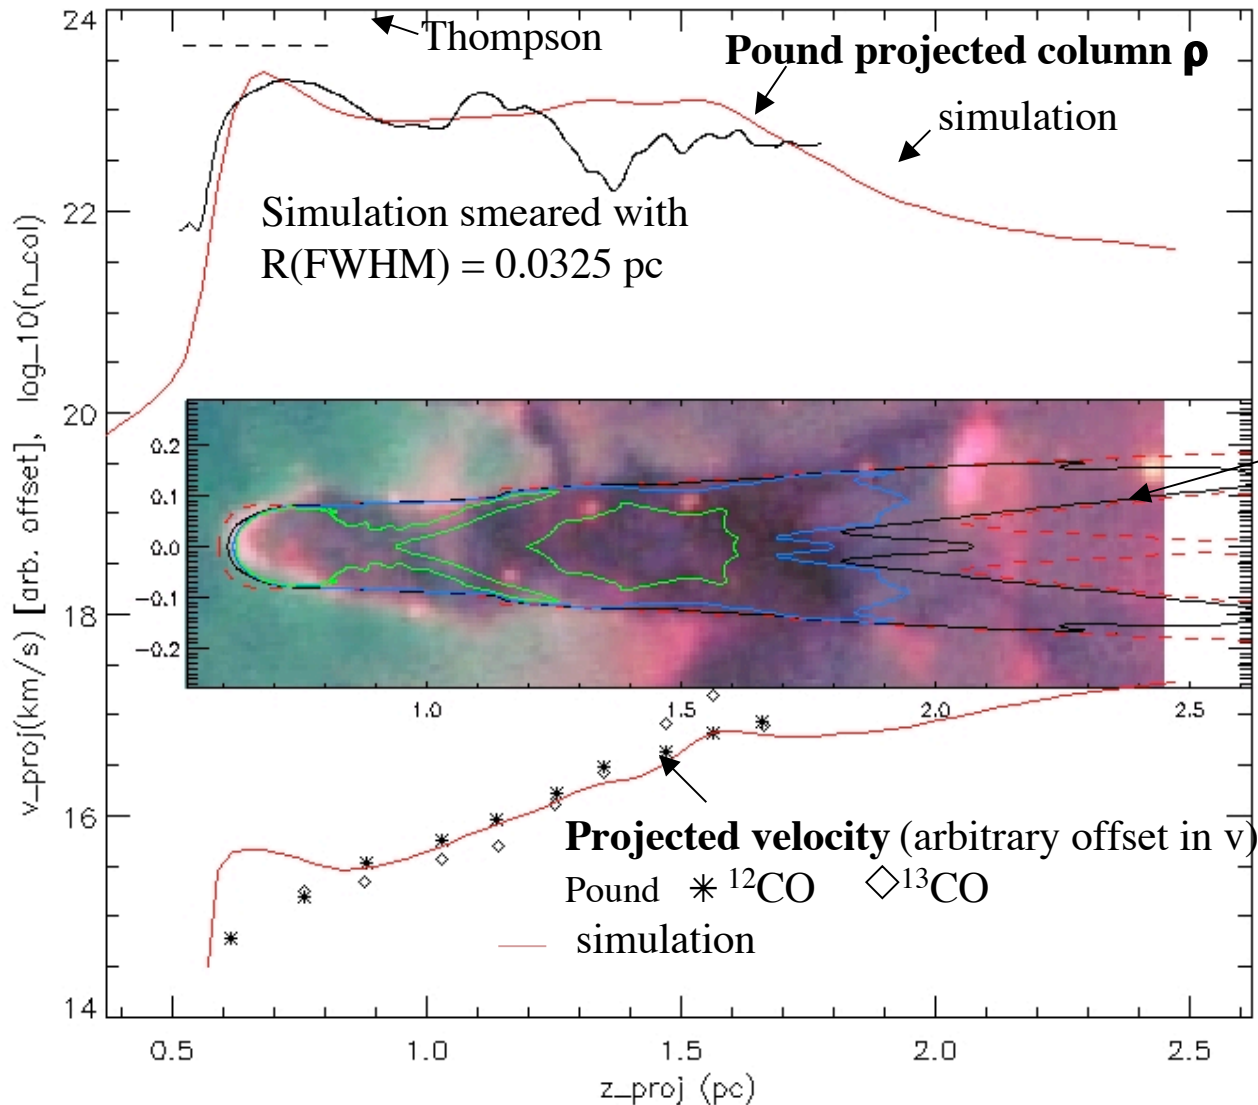 24
Thompson
Pound projected column ρ
simulation
22
Simulation smeared with
R(FWHM) = 0.0325 pc
20
0.2
0.1
0.0
-0.1
-0.2
18
1.0 1.5 2.0 2.5
16
Projected velocity (arbitrary offset in v)
Pound ✳ ¹²CO ◇ ¹³CO
simulation
14
0.5 1.0 1.5 2.0 2.5
z_proj (pc)
v_proj(km/s) [arb. offset], log_10(n_col)